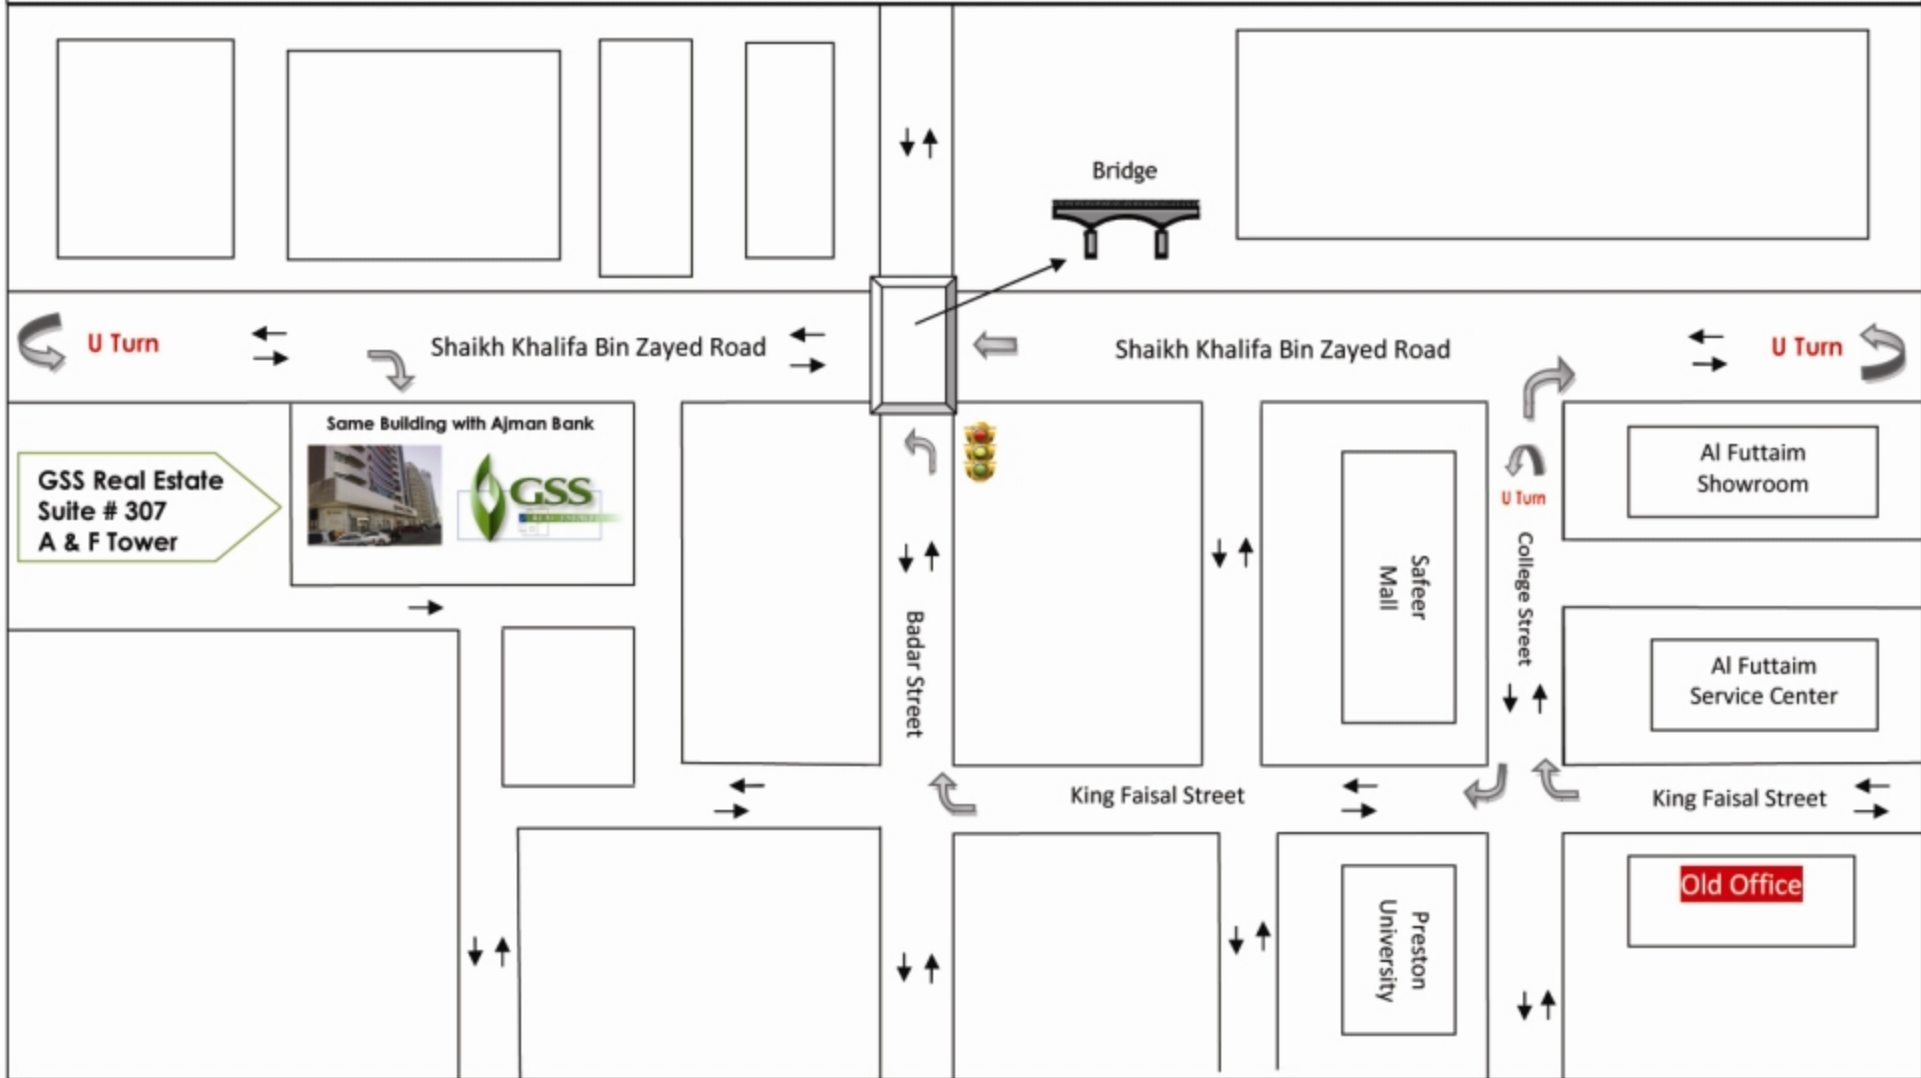 Bridge
U Turn
Shaikh Khalifa Bin Zayed Road
Shaikh Khalifa Bin Zayed Road
U Turn
Same Building with Ajman Bank
GSS Real Estate
Suite # 307
A & F Tower
GSS
Al Futtaim
Showroom
U Turn
College Street
Safeer
Mall
Badar Street
Al Futtaim
Service Center
King Faisal Street
King Faisal Street
Old Office
Preston
University